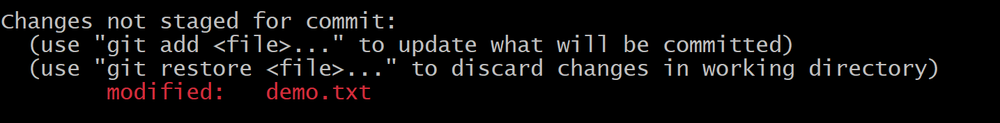 Changes not staged for commit:
  (use "git add <file>..." to update what will be committed)
  (use "git restore <file>..." to discard changes in working directory)
        modified:   demo.txt